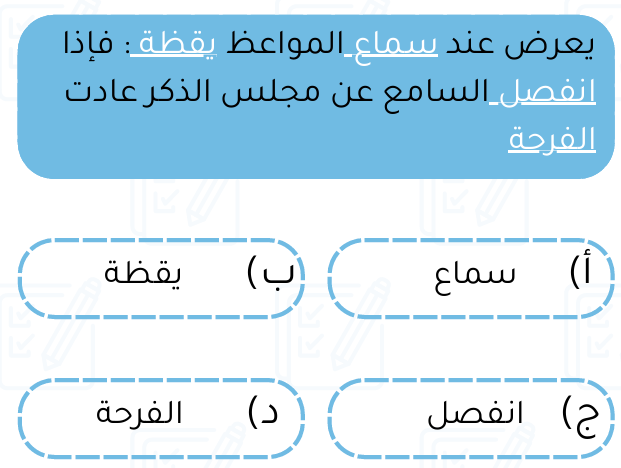 يعرض عند سماع المواعظ يقظة : فإذا
انفصل السامع عن مجلس الذكر عادت
الفرحة
أ) سماع
ب) يقظة
ج) انفصل
د) الفرحة